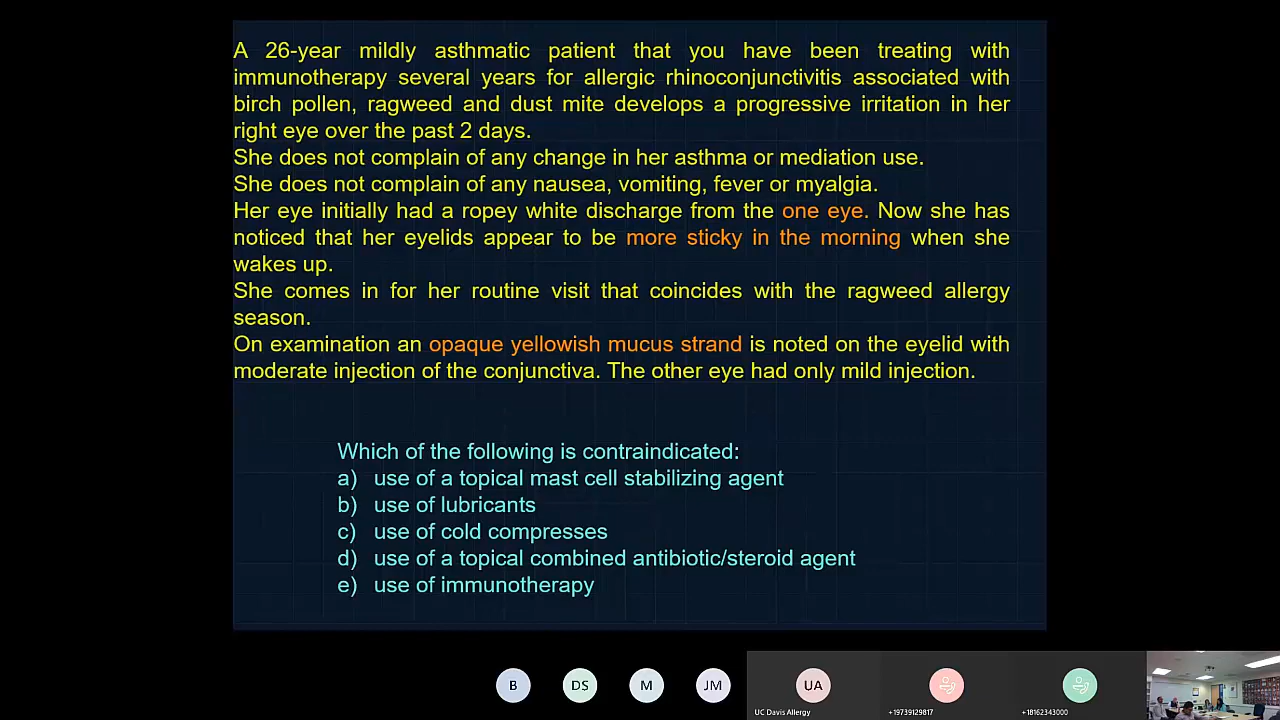 A 26-year mildly asthmatic patient that you have been treating with
immunotherapy several years for allergic rhinoconjunctivitis associated with
birch pollen, ragweed and dust mite develops a progressive irritation in her
right eye over the past 2 days.
She does not complain of any change in her asthma or mediation use.
She does not complain of any nausea, vomiting, fever or myalgia.
Her eye initially had a ropey white discharge from the one eye. Now she has
noticed that her eyelids appear to be more sticky in the morning when she
wakes up.
She comes in for her routine visit that coincides with the ragweed allergy
season.
On examination an opaque yellowish mucus strand is noted on the eyelid with
moderate injection of the conjunctiva. The other eye had only mild injection.
Which of the following is contraindicated:
a) use of a topical mast cell stabilizing agent
b) use of lubricants
c) use of cold compresses
d) use of a topical combined antibiotic/steroid agent
e) use of immunotherapy
B DS M JM UA
UC Davis Allergy +19739129817 +18162343000